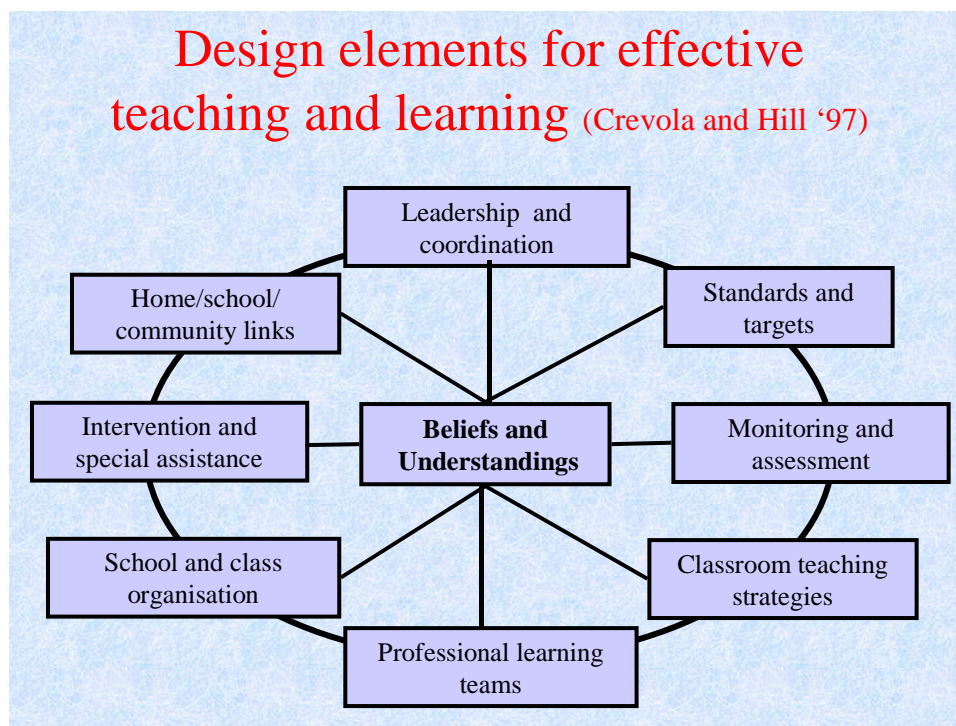 Design elements for effective
teaching and learning (Crevola and Hill ‘97)
Leadership and
coordination
Home/school/
community links
Standards and
targets
Intervention and
special assistance
Beliefs and
Understandings
Monitoring and
assessment
School and class
organisation
Classroom teaching
strategies
Professional learning
teams